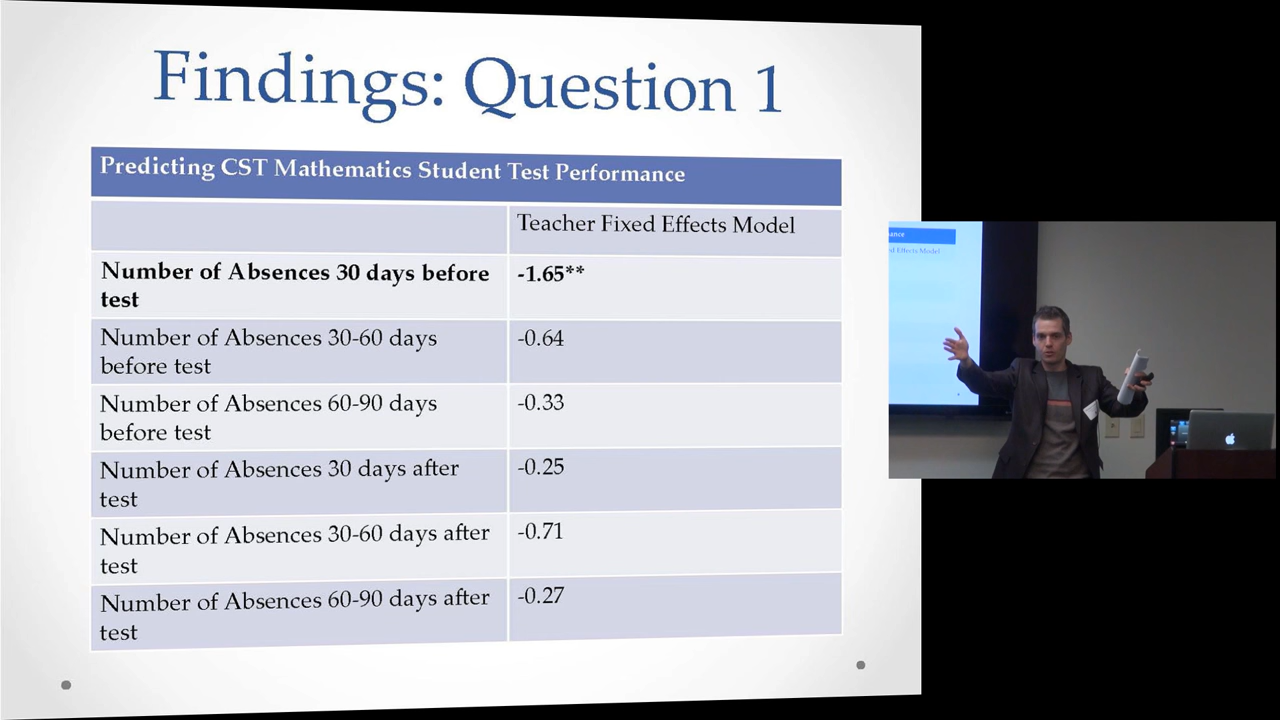 Findings: Question 1
Predicting CST Mathematics Student Test Performance
Teacher Fixed Effects Model
Number of Absences 30 days before
test
-1.65**
Number of Absences 30-60 days
before test
-0.64
Number of Absences 60-90 days
before test
-0.33
Number of Absences 30 days after
test
-0.25
Number of Absences 30-60 days after
test
-0.71
Number of Absences 60-90 days after
test
-0.27
ance
d Effects Model